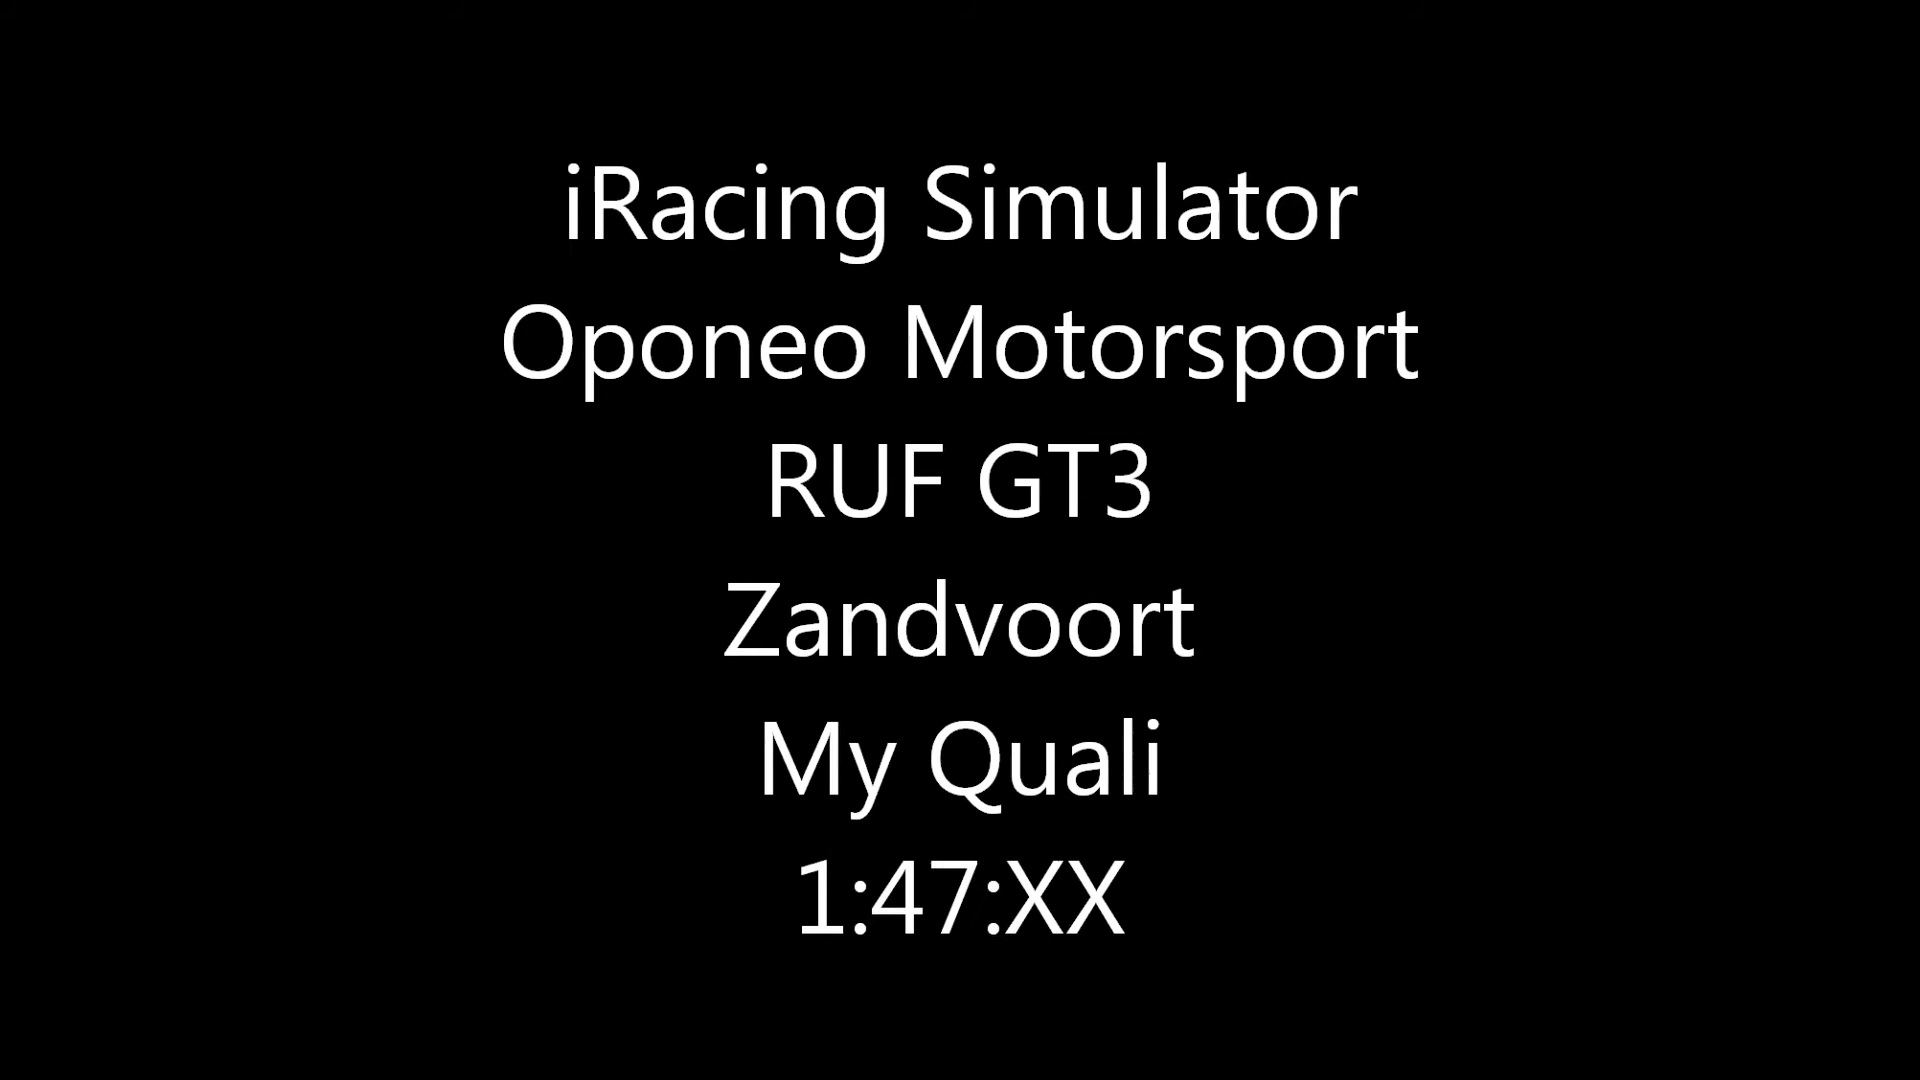 iRacing Simulator
Oponeo Motorsport
RUF GT3
Zandvoort
My Quali
1:47:XX